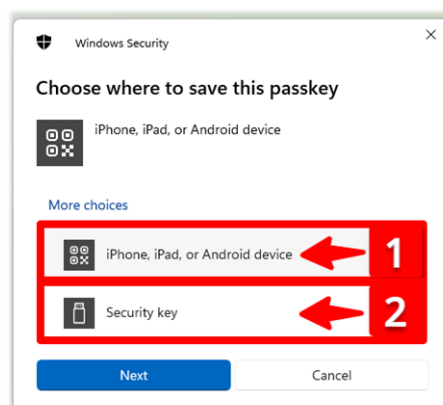 Windows Security
Choose where to save this passkey
iPhone, iPad, or Android device
More choices
iPhone, iPad, or Android device 1
Security key 2
Next Cancel